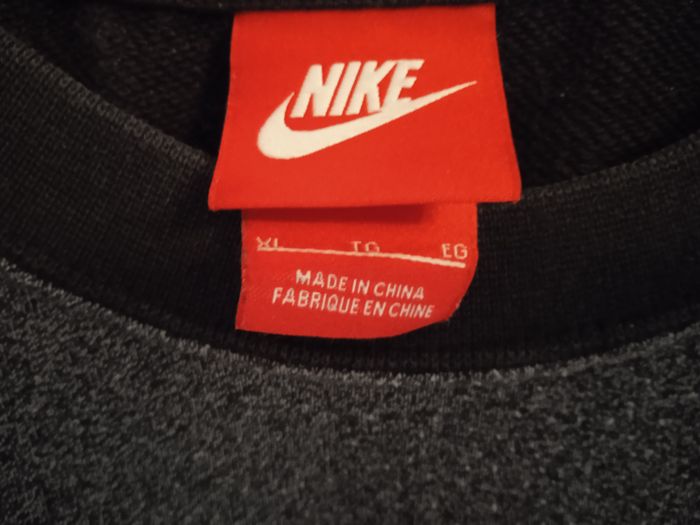 NIKE
XL TG EG
MADE IN CHINA
FABRIQUE EN CHINE